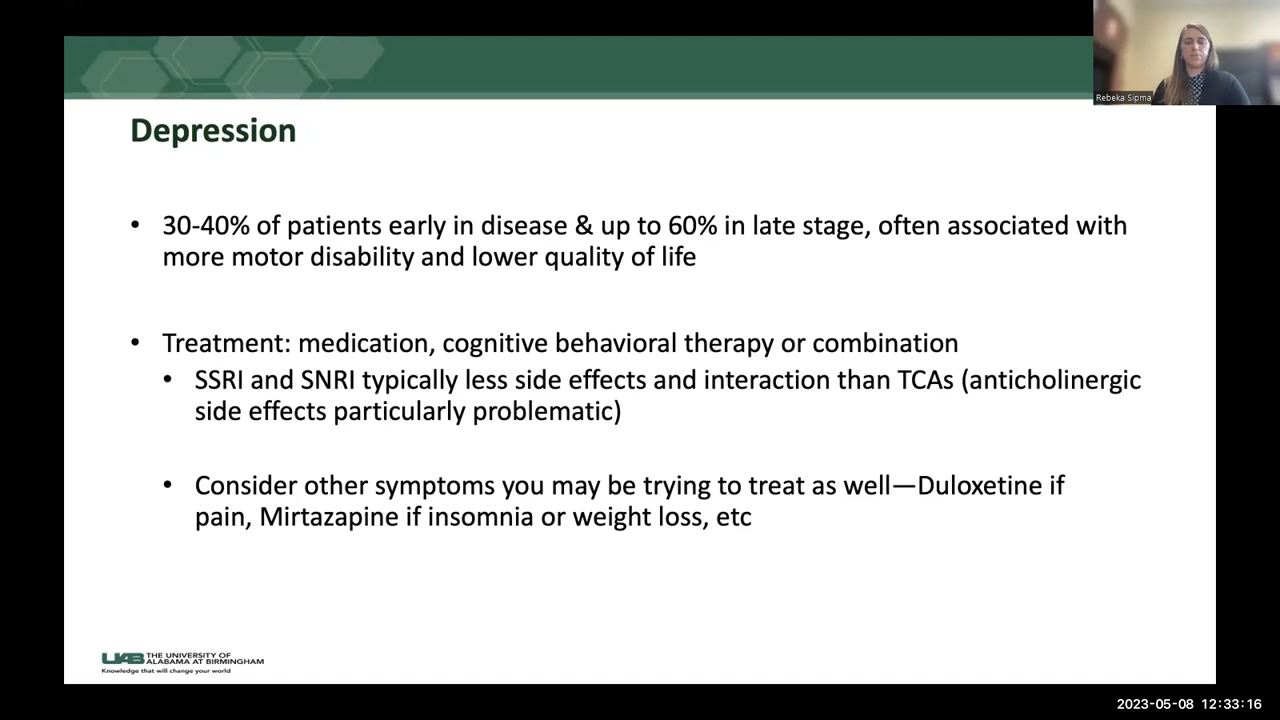 Rebeka Sipma
Depression
• 30-40% of patients early in disease & up to 60% in late stage, often associated with
more motor disability and lower quality of life
• Treatment: medication, cognitive behavioral therapy or combination
• SSRI and SNRI typically less side effects and interaction than TCAs (anticholinergic
side effects particularly problematic)
• Consider other symptoms you may be trying to treat as well—Duloxetine if
pain, Mirtazapine if insomnia or weight loss, etc
UAB THE UNIVERSITY OF
ALABAMA AT BIRMINGHAM
Knowledge that will change your world
2023-05-08 12:33:16